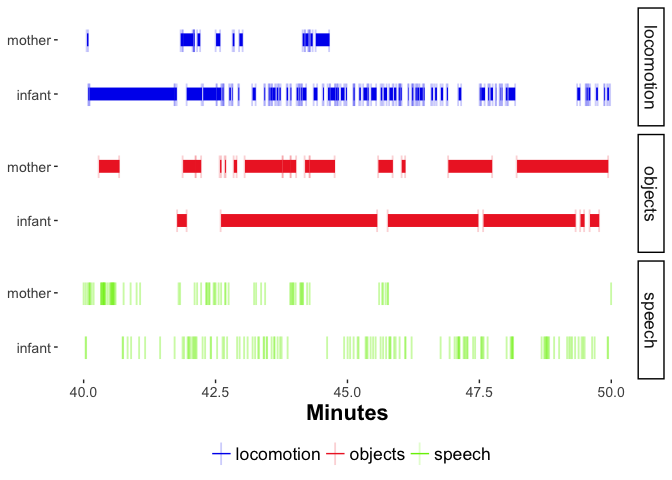 mother
infant
locomotion
mother
infant
objects
mother
infant
speech
40.0 42.5 45.0 47.5 50.0
Minutes
locomotion objects speech